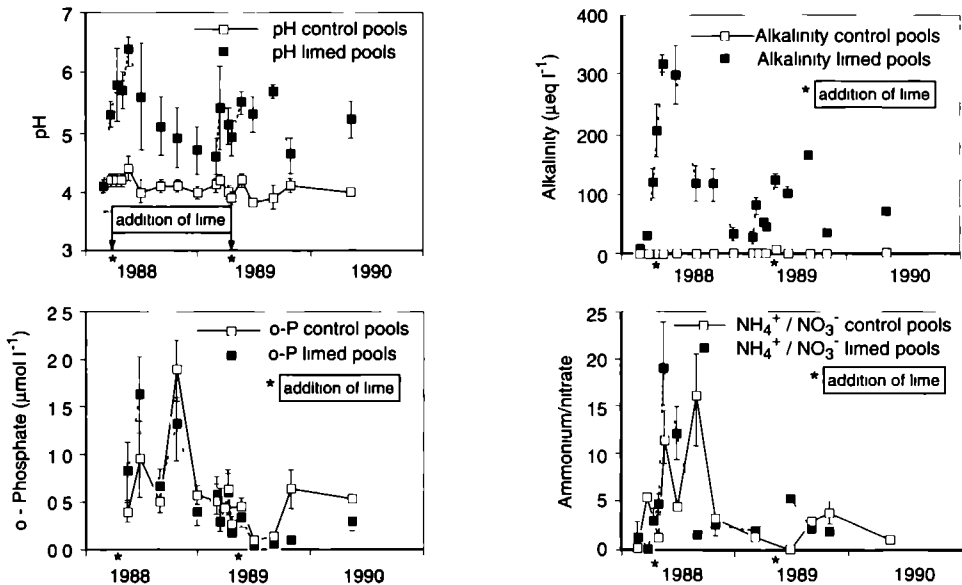 pH control pools
pH limed pools
7
6
5
4
3
pH
addition of lime
*
*
1988
1989
1990
Alkalinity control pools
Alkalinity limed pools
* addition of lime
400
300
200
100
0
Alkalinity (µeq l⁻¹)
*
*
1988
1989
1990
o-P control pools
o-P limed pools
* addition of lime
2 5
2 0
1 5
1 0
0 5
0 0
o - Phosphate (µmol l⁻¹)
*
*
1988
1989
1990
NH₄⁺ / NO₃⁻ control pools
NH₄⁺ / NO₃⁻ limed pools
* addition of lime
25
20
15
10
5
0
Ammonium/nitrate
*
*
1988
1989
1990